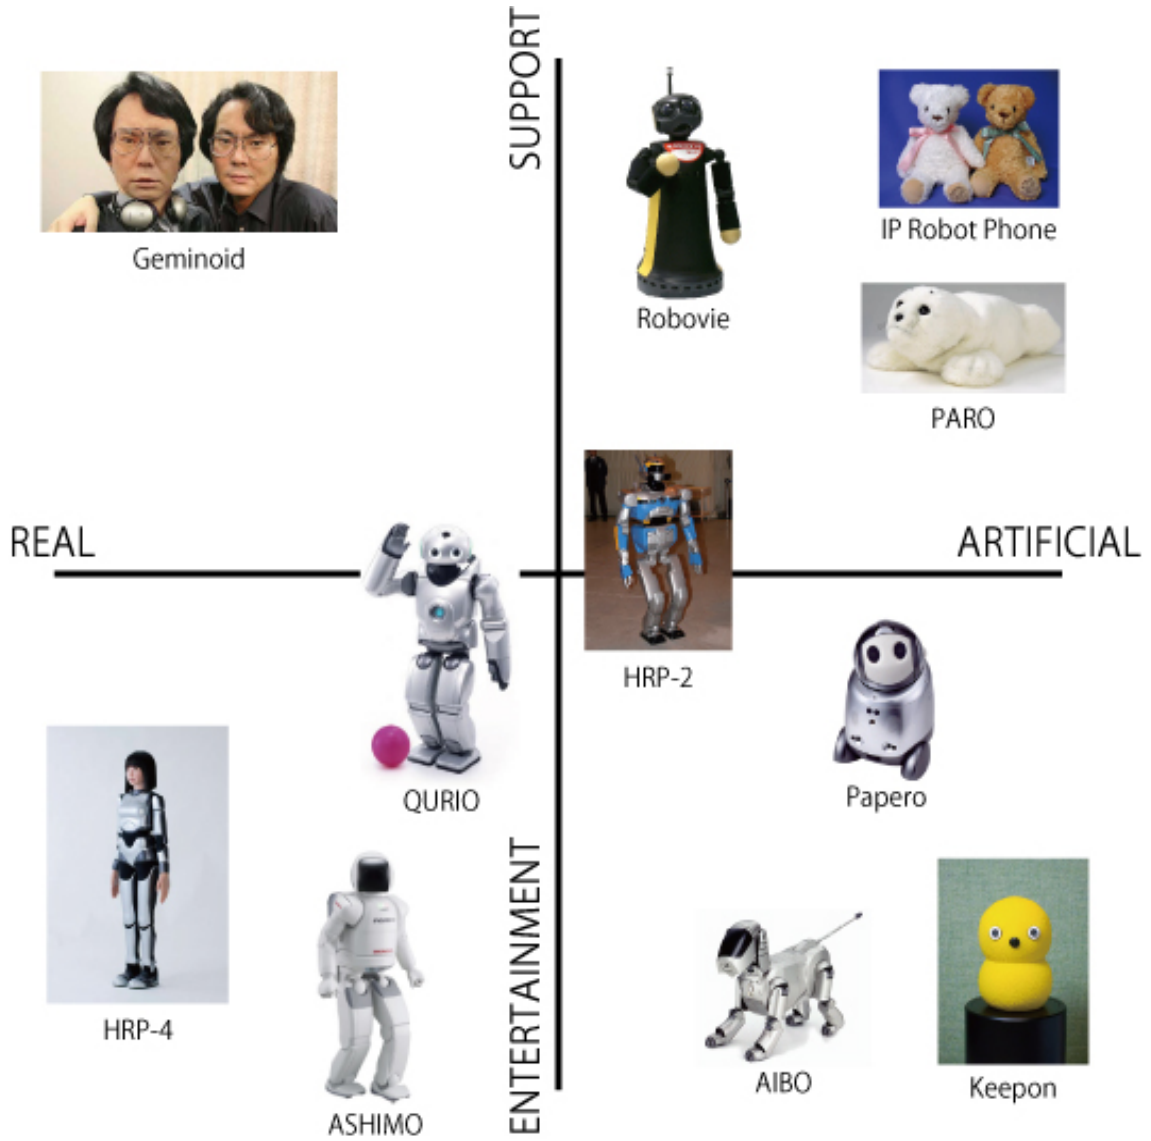 SUPPORT
Geminoid
IP Robot Phone
Robovie
PARO
REAL
ARTIFICIAL
HRP-2
QURIO
Papero
ENTERTAINMENT
HRP-4
AIBO
Keepon
ASHIMO